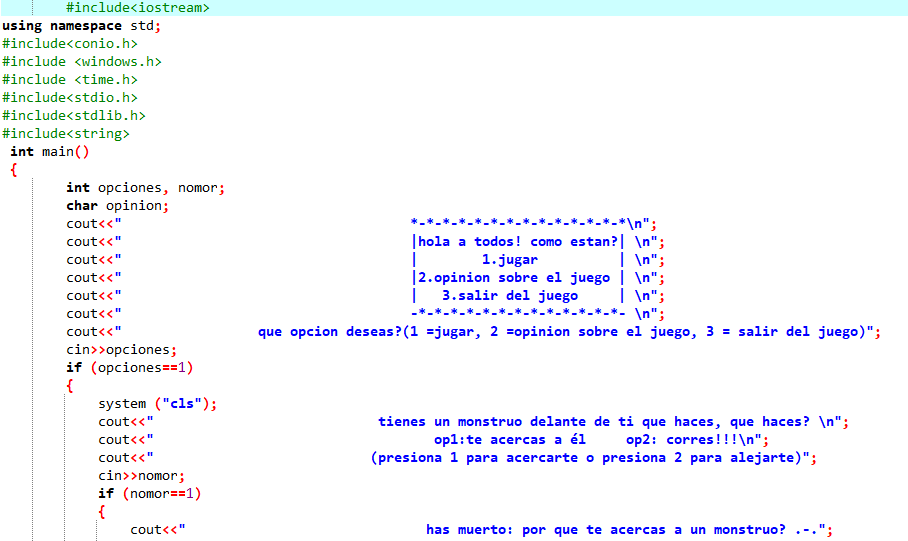 #include<iostream>
using namespace std;
#include<conio.h>
#include <windows.h>
#include <time.h>
#include<stdio.h>
#include<stdlib.h>
#include<string>
int main()
{
int opciones, nomor;
char opinion;
cout<<" *-*-*-*-*-*-*-*-*-*-*-*-*-*\n";
cout<<" |hola a todos! como estan?| \n";
cout<<" | 1.jugar | \n";
cout<<" |2.opinion sobre el juego | \n";
cout<<" | 3.salir del juego | \n";
cout<<" -*-*-*-*-*-*-*-*-*-*-*-*-*- \n";
cout<<" que opcion deseas?(1 =jugar, 2 =opinion sobre el juego, 3 = salir del juego)";
cin>>opciones;
if (opciones==1)
{
system ("cls");
cout<<" tienes un monstruo delante de ti que haces, que haces? \n";
cout<<" op1:te acercas a él op2: corres!!!\n";
cout<<" (presiona 1 para acercarte o presiona 2 para alejarte)";
cin>>nomor;
if (nomor==1)
{
cout<<" has muerto: por que te acercas a un monstruo? .-.";